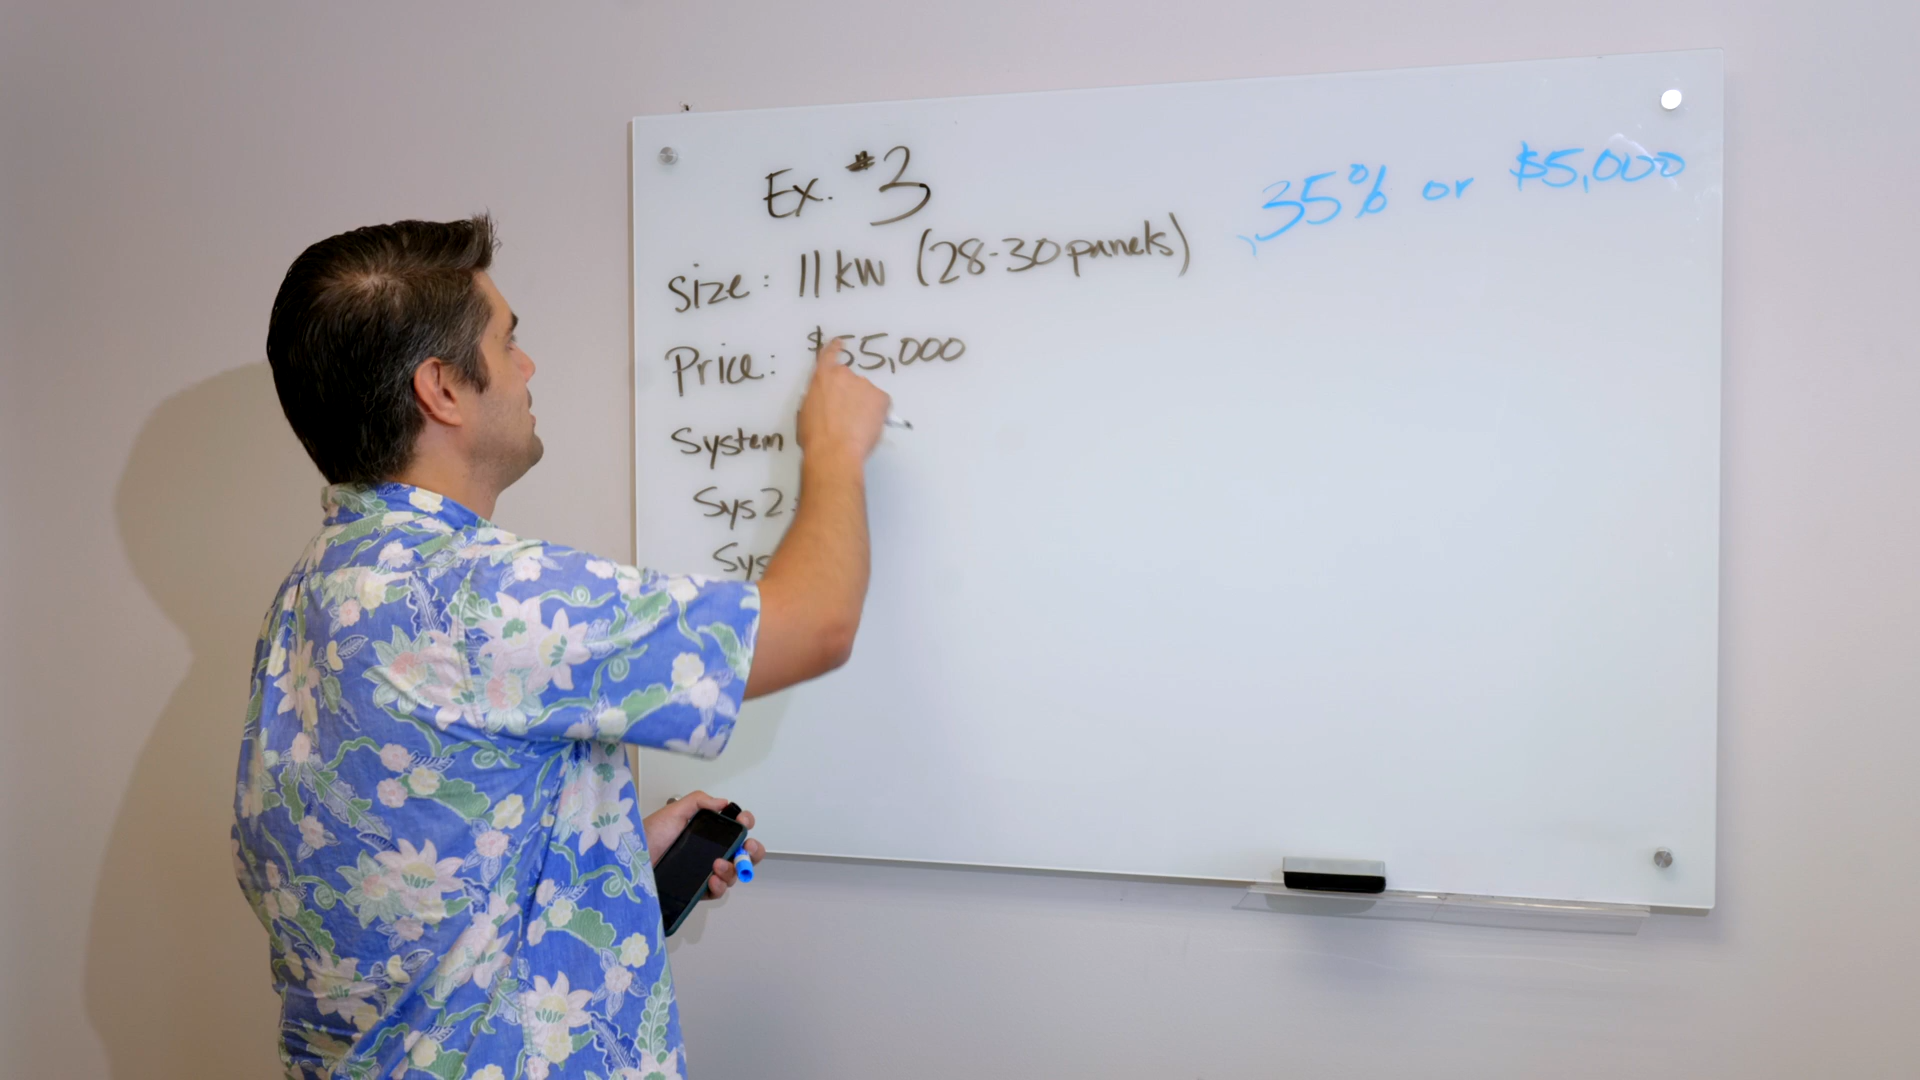 Ex. #3
35% or $5,000
Size: 11 kW (28-30 panels)
Price: $55,000
System
Sys 2:
Sys